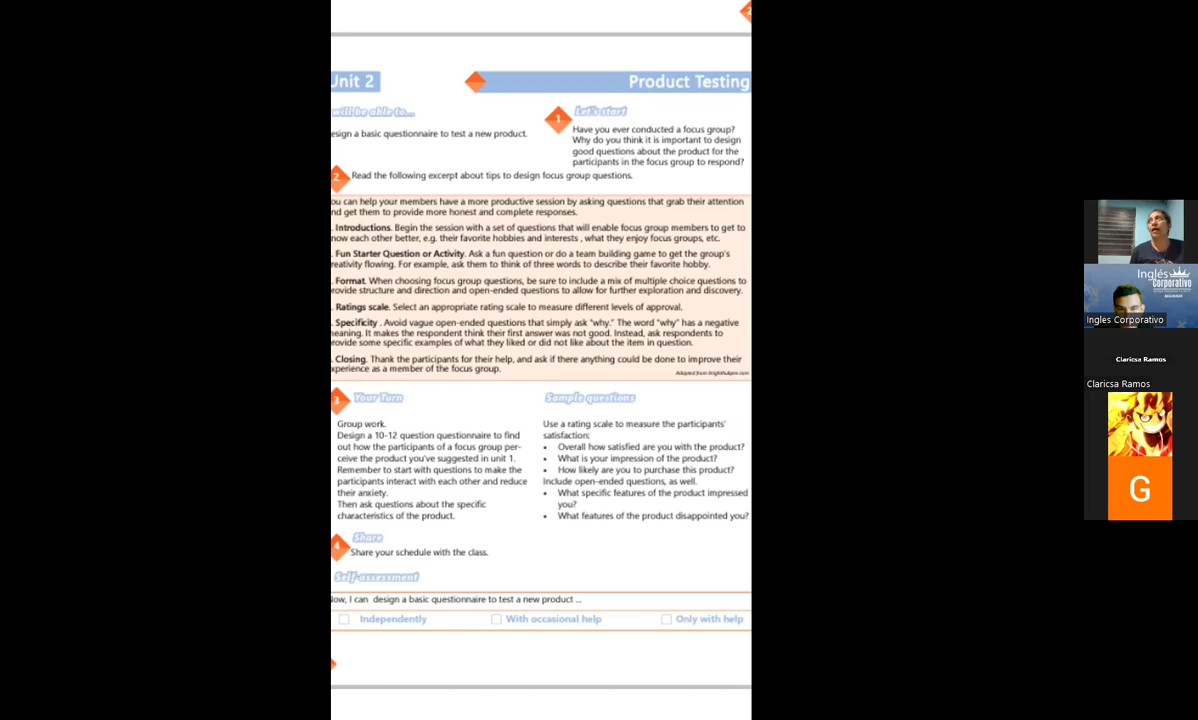 Unit 2
Product Testing
will be able to...
esign a basic questionnaire to test a new product.
1
Let's start
Have you ever conducted a focus group?
Why do you think it is important to design
good questions about the product for the
participants in the focus group to respond?
2
Read the following excerpt about tips to design focus group questions.
ou can help your members have a more productive session by asking questions that grab their attention
nd get them to provide more honest and complete responses.
. Introductions. Begin the session with a set of questions that will enable focus group members to get to
now each other better, e.g. their favorite hobbies and interests , what they enjoy focus groups, etc.
. Fun Starter Question or Activity. Ask a fun question or do a team building game to get the group's
reativity flowing. For example, ask them to think of three words to describe their favorite hobby.
. Format. When choosing focus group questions, be sure to include a mix of multiple choice questions to
rovide structure and direction and open-ended questions to allow for further exploration and discovery.
. Ratings scale. Select an appropriate rating scale to measure different levels of approval.
. Specificity . Avoid vague open-ended questions that simply ask "why." The word "why" has a negative
meaning. It makes the respondent think their first answer was not good. Instead, ask respondents to
rovide some specific examples of what they liked or did not like about the item in question.
. Closing. Thank the participants for their help, and ask if there anything could be done to improve their
xperience as a member of the focus group.
Adapted from brighthubpm.com
3
Your Turn
Group work.
Design a 10-12 question questionnaire to find
out how the participants of a focus group per-
ceive the product you've suggested in unit 1.
Remember to start with questions to make the
participants interact with each other and reduce
their anxiety.
Then ask questions about the specific
characteristics of the product.
Sample questions
Use a rating scale to measure the participants'
satisfaction:
• Overall how satisfied are you with the product?
• What is your impression of the product?
• How likely are you to purchase this product?
Include open-ended questions, as well.
• What specific features of the product impressed
you?
• What features of the product disappointed you?
4
Share
Share your schedule with the class.
Self-assessment
Now, I can design a basic questionnaire to test a new product ...
Independently
With occasional help
Only with help
Inglés
Corporativo
Ingles Corporativo
Claricsa Ramos
Claricsa Ramos
G